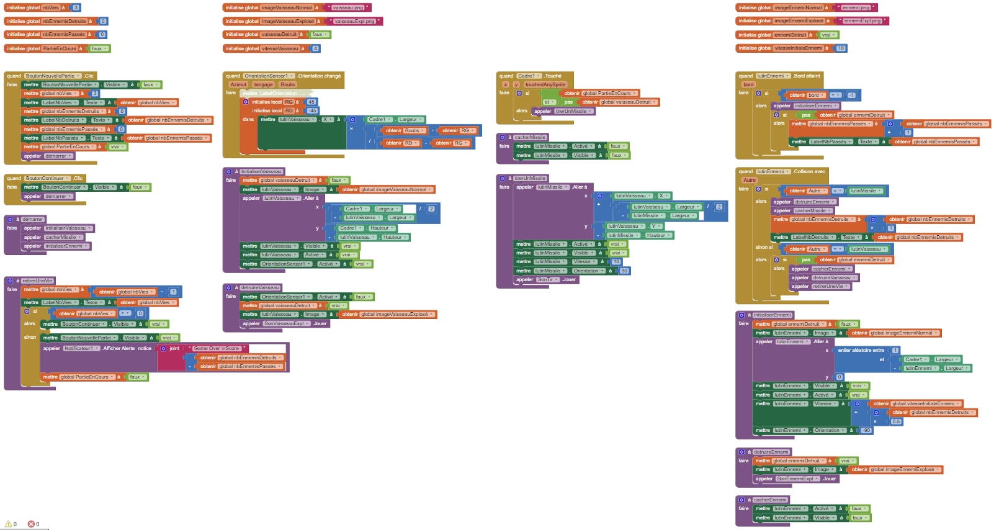 initialise global nbVies à 3
initialise global nbEnnemisDetruits à 0
initialise global nbEnnemisPassés à 0
initialise global PartieEnCours à faux
quand BoutonNouvellePartie .Clic
faire mettre BoutonNouvellePartie . Visible à faux
mettre global nbVies à 3
mettre LabelNbVies . Texte à obtenir global nbVies
mettre global nbEnnemisDetruits à 0
mettre LabelNbDetruits . Texte à obtenir global nbEnnemisDetruits
mettre global nbEnnemisPassés à 0
mettre LabelNbPassés . Texte à obtenir global nbEnnemisPassés
mettre global PartieEnCours à vrai
appeler démarrer
quand BoutonContinuer .Clic
faire mettre BoutonContinuer . Visible à faux
appeler démarrer
à démarrer
faire appeler InitialiserVaisseau
appeler cacherMissile
appeler initialiserEnnemi
à retirerUneVie
faire mettre global nbVies à obtenir global nbVies - 1
mettre LabelNbVies . Texte à obtenir global nbVies
si obtenir global nbVies > 0
alors mettre BoutonContinuer . Visible à vrai
sinon mettre BoutonNouvellePartie . Visible à vrai
appeler Notificateur1 .Afficher Alerte notice joint " Game Over \nScore "
obtenir global nbEnnemisDetruits
- obtenir global nbEnnemisPassés
mettre global PartieEnCours à faux
0 0
initialise global imageVaisseauNormal à " vaisseau.png "
initialise global imageVaisseauExplosé à " vaisseauExpl.png "
initialise global vaisseauDetruit à faux
initialise global vitesseVaisseau à 4
quand OrientationSensor1 .Orientation changé
Azimut tangage Roulis
faire mettre LabelOrientation . ...
initialise local RG à 45
initialise local RD à -45
dans mettre lutinVaisseau . X à Cadre1 . Largeur
× obtenir Roulis - obtenir RG
/ obtenir RD - obtenir RG
à InitialiserVaisseau
faire mettre global vaisseauDetruit à faux
mettre lutinVaisseau . Image à obtenir global imageVaisseauNormal
appeler lutinVaisseau .Aller à
x Cadre1 . Largeur / 2
- lutinVaisseau . Largeur
y Cadre1 . Hauteur
- lutinVaisseau . Hauteur
mettre lutinVaisseau . Visible à vrai
mettre lutinVaisseau . Activé à vrai
mettre OrientationSensor1 . Activé à vrai
à detruireVaisseau
faire mettre OrientationSensor1 . Activé à faux
mettre global vaisseauDetruit à vrai
mettre lutinVaisseau . Image à obtenir global imageVaisseauExplosé
appeler SonVaisseauExpl .Jouer
quand Cadre1 .Touché
x y touchedAnySprite
faire si obtenir global PartieEnCours
et pas obtenir global vaisseauDetruit
alors appeler tirerUnMissile
à cacherMissile
faire mettre lutinMissile . Activé à faux
mettre lutinMissile . Visible à faux
à tirerUnMissile
faire appeler lutinMissile .Aller à
x lutinVaisseau . X
+ lutinVaisseau . Largeur / 2
- lutinMissile . Largeur
y lutinVaisseau . Y
- lutinMissile . Hauteur
mettre lutinMissile . Activé à vrai
mettre lutinMissile . Visible à vrai
mettre lutinMissile . Vitesse à 10
mettre lutinMissile . Orientation à 90
appeler SonTir .Jouer
initialise global imageEnnemiNormal à " ennemi.png "
initialise global imageEnnemiExplosé à " ennemiExpl.png "
initialise global ennemiDetruit à vrai
initialise global vitesseInitialeEnnemi à 10
quand lutinEnnemi .Bord atteint
bord
faire si obtenir bord = -1
alors appeler initialiserEnnemi
si pas obtenir global ennemiDetruit
alors mettre global nbEnnemisPassés à obtenir global nbEnnemisPassés
+ 1
mettre LabelNbPassés . Texte à obtenir global nbEnnemisPassés
quand lutinEnnemi .Collision avec
Autre
faire si obtenir Autre = lutinMissile
alors appeler detruireEnnemi
appeler cacherMissile
mettre global nbEnnemisDetruits à obtenir global nbEnnemisDetruits
+ 1
mettre LabelNbDetruits . Texte à obtenir global nbEnnemisDetruits
sinon si obtenir Autre = lutinVaisseau
alors si pas obtenir global ennemiDetruit
alors appeler cacherEnnemi
appeler detruireVaisseau
appeler retirerUneVie
à initialiserEnnemi
faire mettre global ennemiDetruit à faux
mettre lutinEnnemi . Image à obtenir global imageEnnemiNormal
appeler lutinEnnemi .Aller à
x entier aléatoire entre 1
et Cadre1 . Largeur
- lutinEnnemi . Largeur
y 0
mettre lutinEnnemi . Visible à vrai
mettre lutinEnnemi . Activé à vrai
mettre lutinEnnemi . Vitesse à obtenir global vitesseInitialeEnnemi
+ obtenir global nbEnnemisDetruits
× 0.5
mettre lutinEnnemi . Orientation à -90
à detruireEnnemi
faire mettre global ennemiDetruit à vrai
mettre lutinEnnemi . Image à obtenir global imageEnnemiExplosé
appeler SonEnnemiExpl .Jouer
à cacherEnnemi
faire mettre lutinEnnemi . Activé à faux
mettre lutinEnnemi . Visible à faux